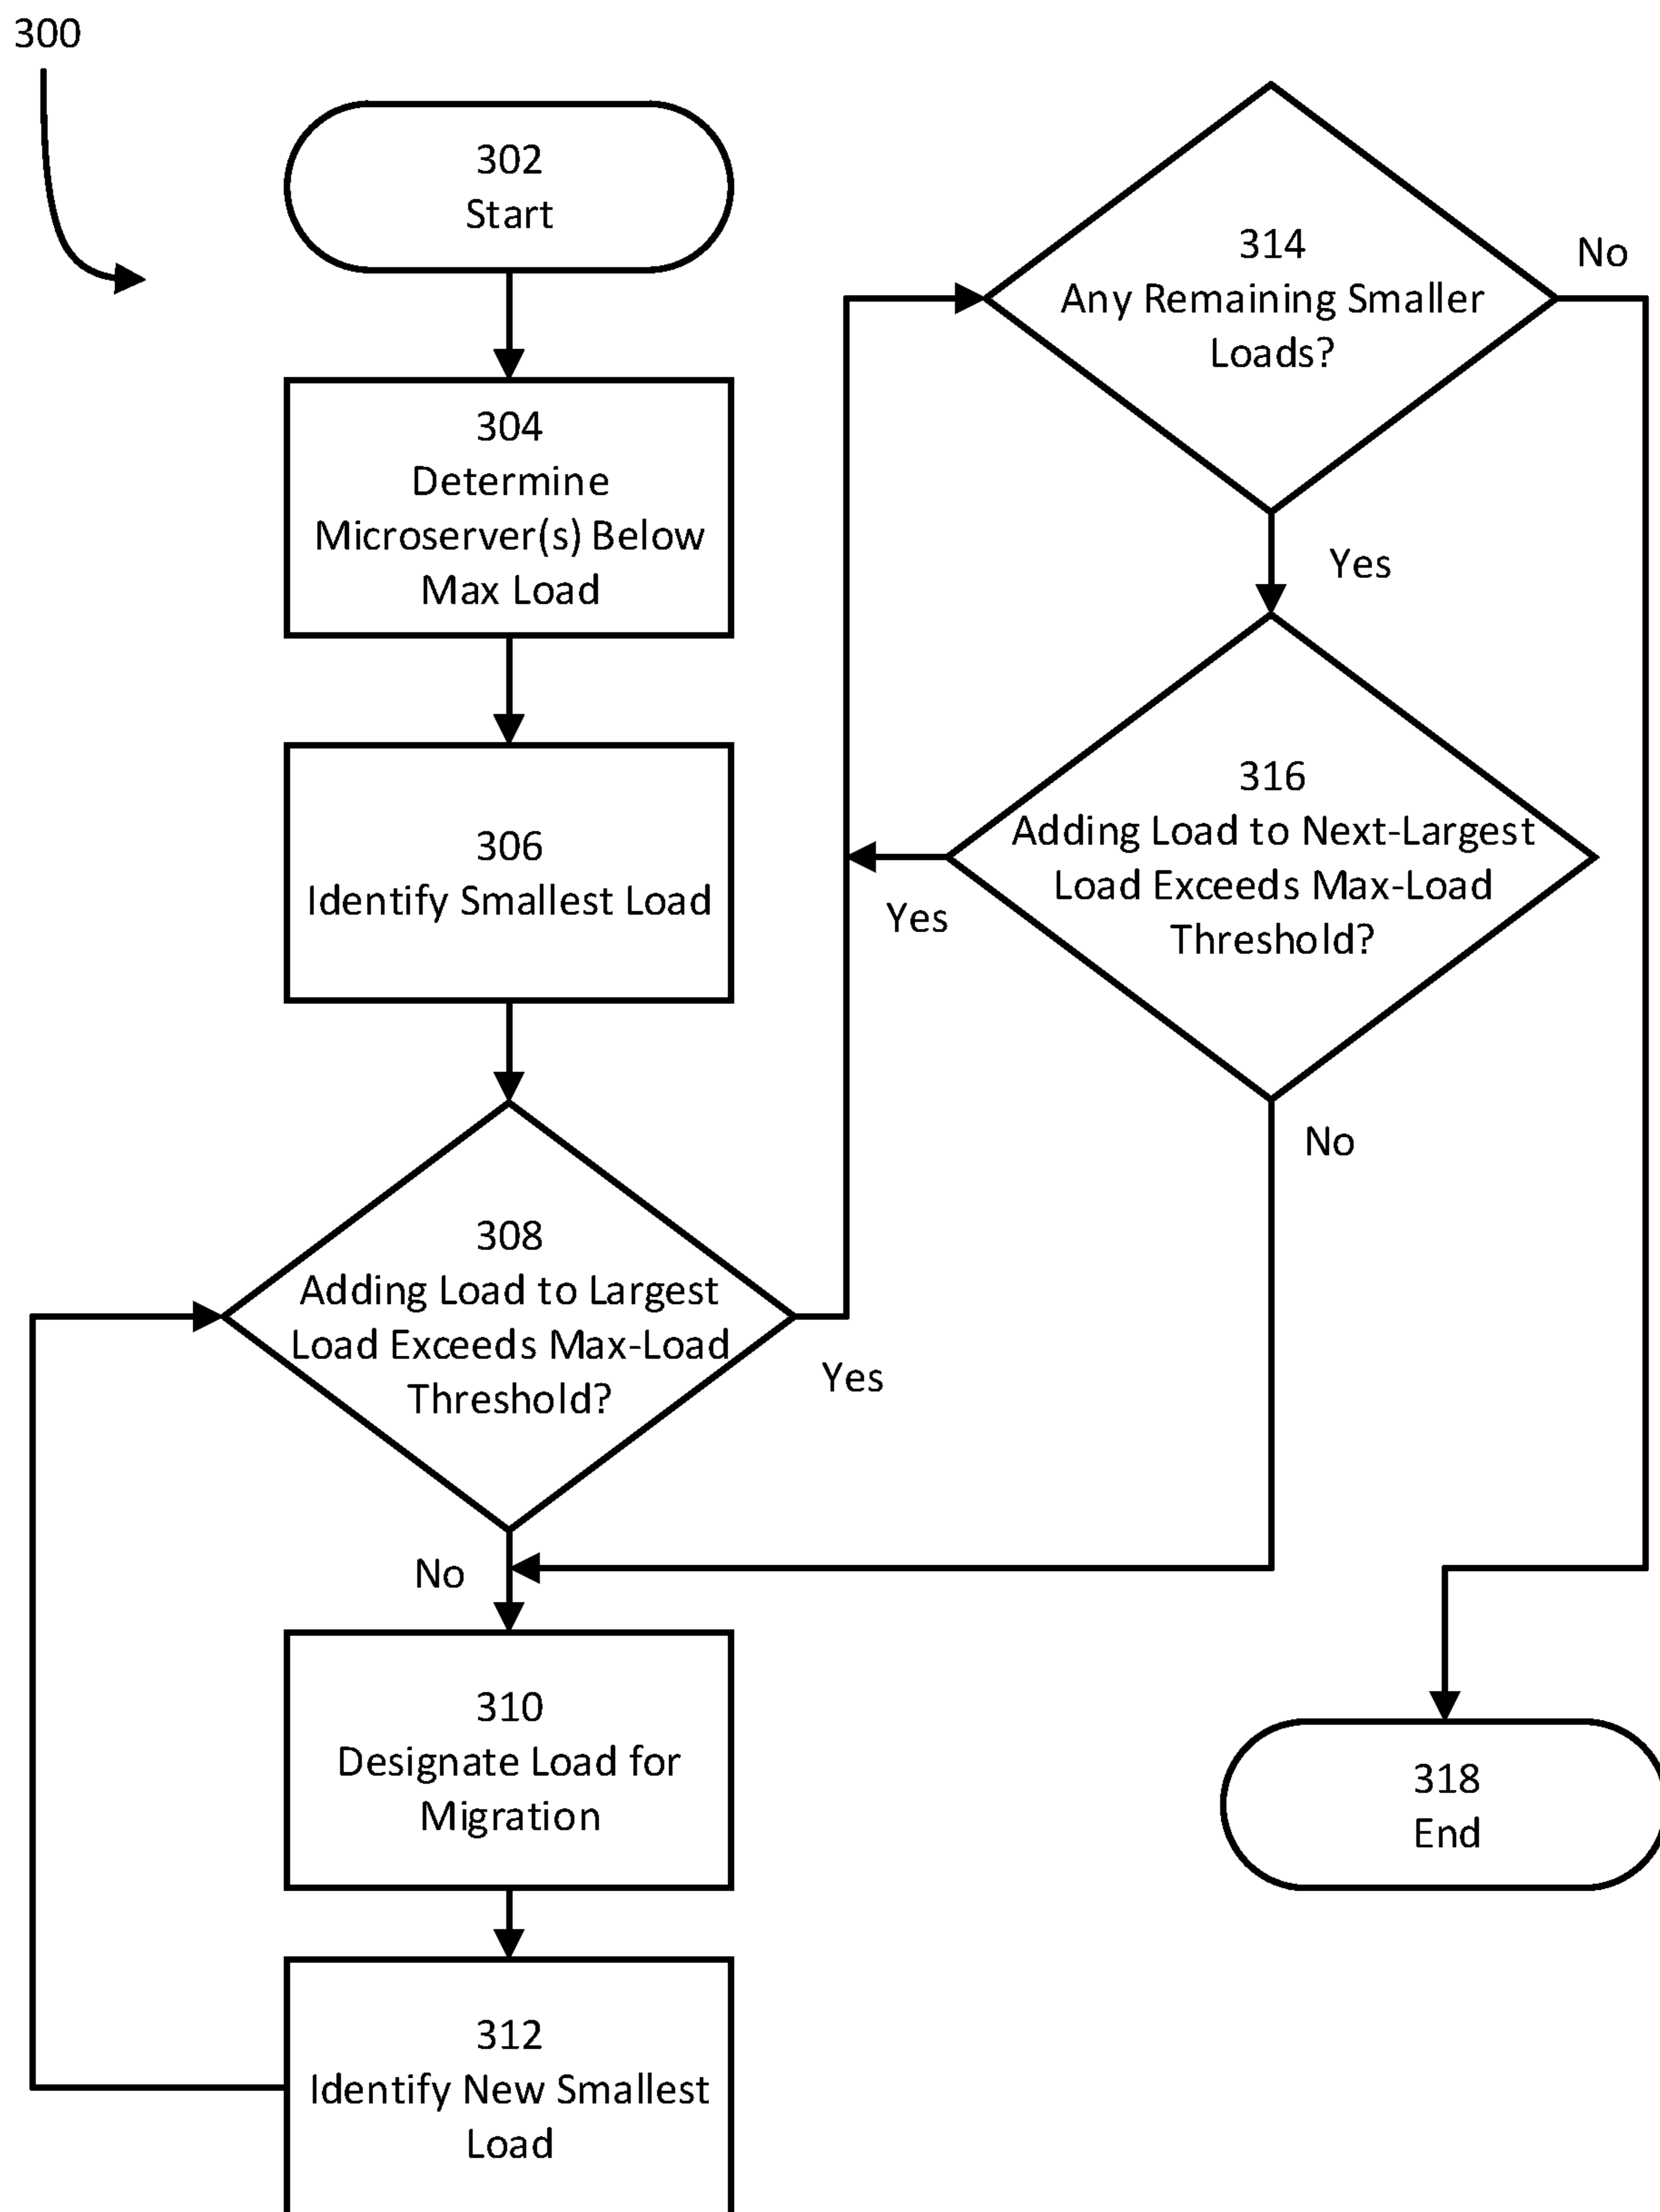 300
302
Start
304
Determine
Microserver(s) Below
Max Load
306
Identify Smallest Load
308
Adding Load to Largest
Load Exceeds Max-Load
Threshold?
Yes
No
310
Designate Load for
Migration
312
Identify New Smallest
Load
314
Any Remaining Smaller
Loads?
No
Yes
316
Adding Load to Next-Largest
Load Exceeds Max-Load
Threshold?
Yes
No
318
End